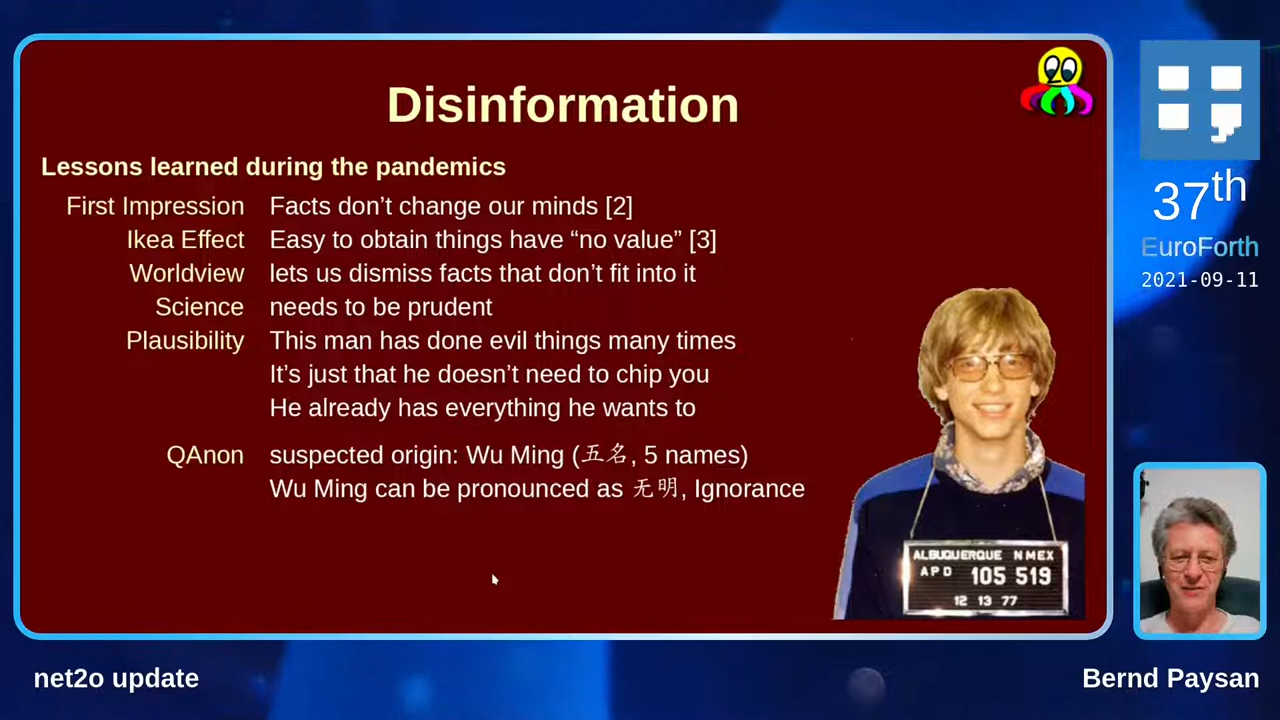 Disinformation
Lessons learned during the pandemics
First Impression Facts don’t change our minds [2]
Ikea Effect Easy to obtain things have “no value” [3]
Worldview lets us dismiss facts that don’t fit into it
Science needs to be prudent
Plausibility This man has done evil things many times
It’s just that he doesn’t need to chip you
He already has everything he wants to
QAnon suspected origin: Wu Ming (五名, 5 names)
Wu Ming can be pronounced as 无明, Ignorance
ALBUQUERQUE NMEX
APD 105 519
12 13 77
37th
EuroForth
2021-09-11
net2o update
Bernd Paysan